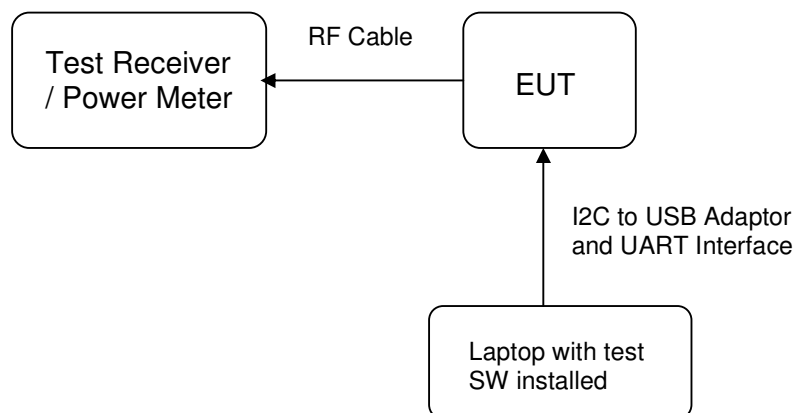 RF Cable
Test Receiver
/ Power Meter
EUT
I2C to USB Adaptor
and UART Interface
Laptop with test
SW installed